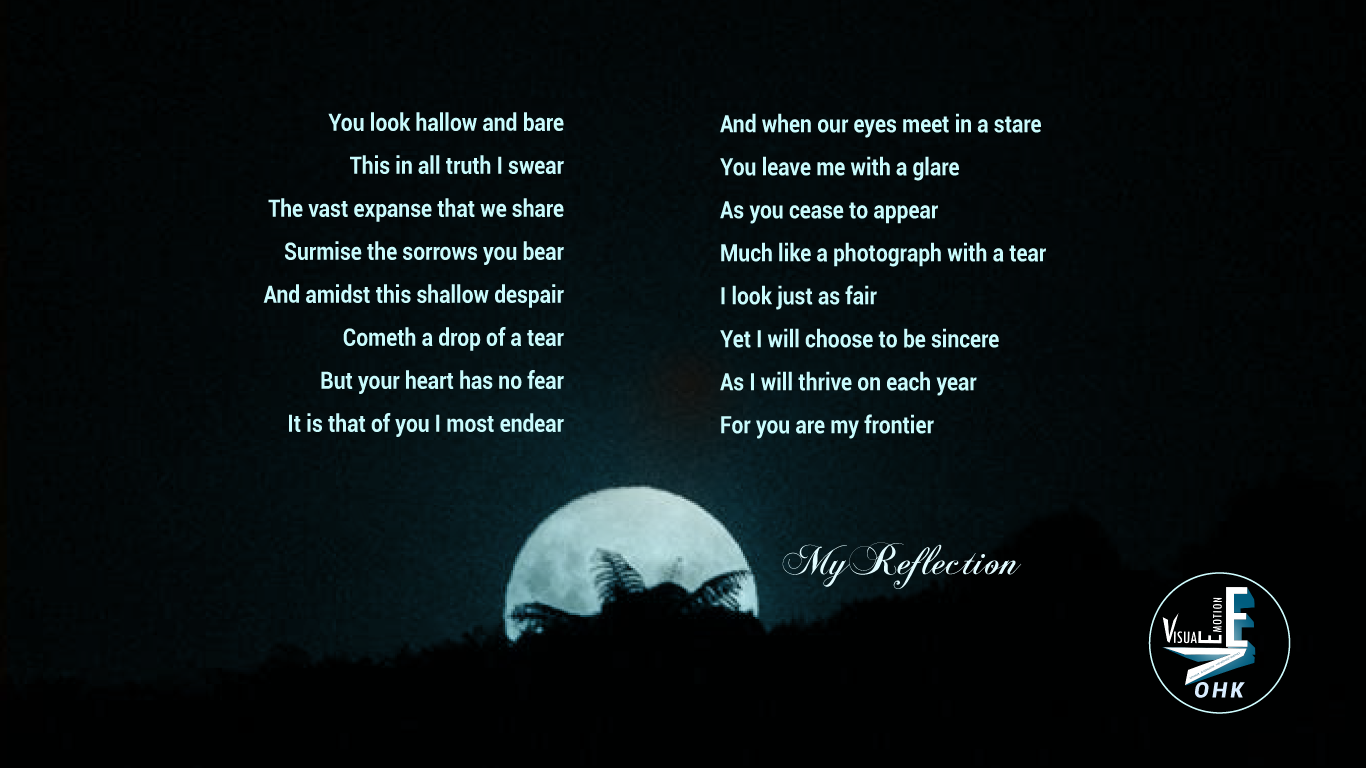 You look hallow and bare
This in all truth I swear
The vast expanse that we share
Surmise the sorrows you bear
And amidst this shallow despair
Cometh a drop of a tear
But your heart has no fear
It is that of you I most endear
And when our eyes meet in a stare
You leave me with a glare
As you cease to appear
Much like a photograph with a tear
I look just as fair
Yet I will choose to be sincere
As I will thrive on each year
For you are my frontier
My Reflection
VISUAL EMOTION
OHK